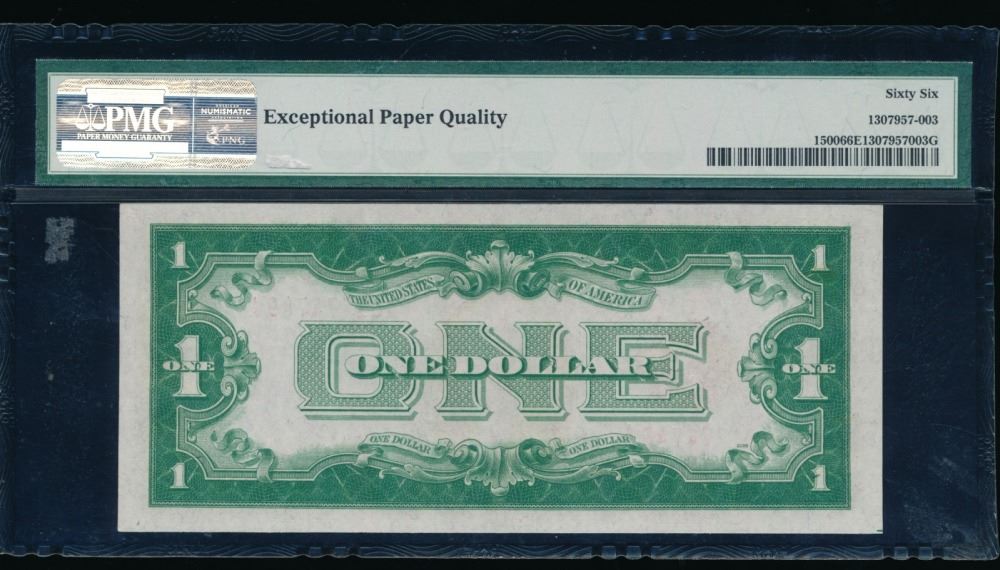 PMG
PAPER MONEY GUARANTY
NUMISMATIC
PNG
Exceptional Paper Quality
Sixty Six
1307957-003
150066E1307957003G
1 1
THE UNITED STATES OF AMERICA
ONE
1 ONE DOLLAR 1
ONE ONE
ONE DOLLAR ONE DOLLAR
1 1